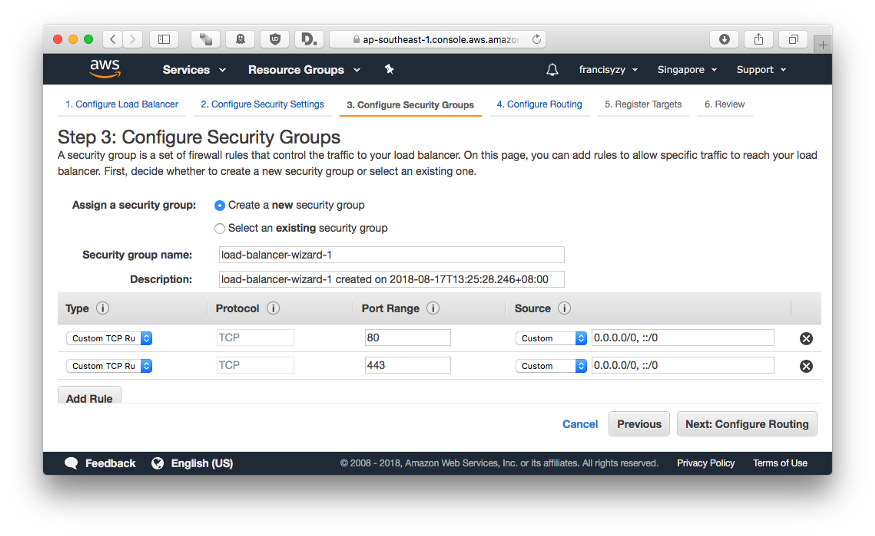 ap-southeast-1.console.aws.amazon
aws
Services
Resource Groups
francisyzy
Singapore
Support
1. Configure Load Balancer
2. Configure Security Settings
3. Configure Security Groups
4. Configure Routing
5. Register Targets
6. Review
Step 3: Configure Security Groups
A security group is a set of firewall rules that control the traffic to your load balancer. On this page, you can add rules to allow specific traffic to reach your load
balancer. First, decide whether to create a new security group or select an existing one.
Assign a security group:
Create a new security group
Select an existing security group
Security group name:
load-balancer-wizard-1
Description:
load-balancer-wizard-1 created on 2018-08-17T13:25:28.246+08:00
Type
Protocol
Port Range
Source
Custom TCP Ru
TCP
80
Custom
0.0.0.0/0, ::/0
Custom TCP Ru
TCP
443
Custom
0.0.0.0/0, ::/0
Add Rule
Cancel
Previous
Next: Configure Routing
Feedback
English (US)
© 2008 - 2018, Amazon Web Services, Inc. or its affiliates. All rights reserved.
Privacy Policy
Terms of Use